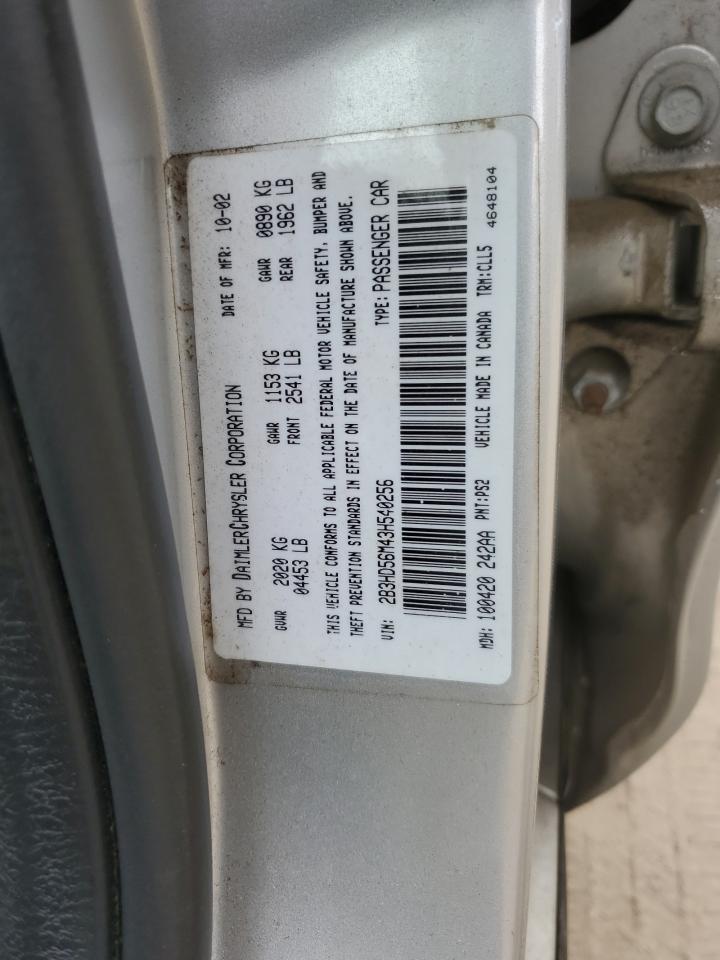 MFD BY DAIMLERCHRYSLER CORPORATION DATE OF MFR: 10-02
GVWR 2020 KG GAWR 1153 KG GAWR 0890 KG
04453 LB FRONT 2541 LB REAR 1962 LB
THIS VEHICLE CONFORMS TO ALL APPLICABLE FEDERAL MOTOR VEHICLE SAFETY, BUMPER AND
THEFT PREVENTION STANDARDS IN EFFECT ON THE DATE OF MANUFACTURE SHOWN ABOVE.
VIN: 2B3HD56M43H540256 TYPE: PASSENGER CAR
MDH: 100420 242AA PNT:PS2 VEHICLE MADE IN CANADA TRM:CLL5 4648104